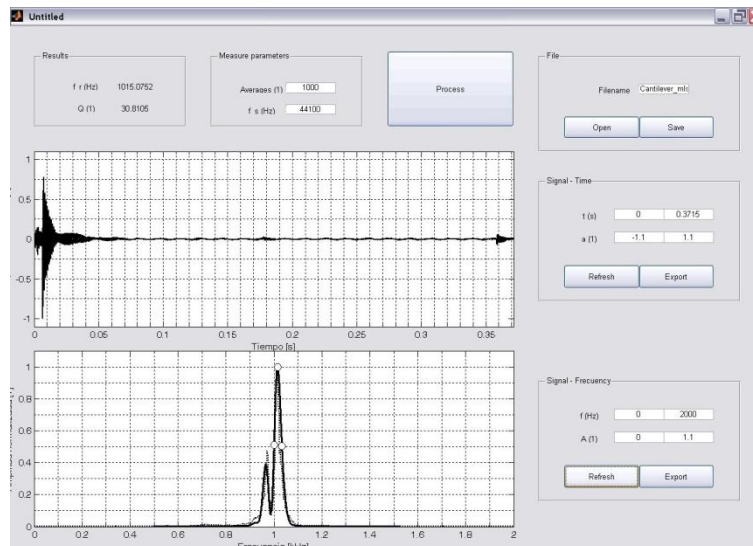 Untitled
Results
f r (Hz) 1015.0752
Q (1) 30.8105
Measure parameters
Averages (1) 1000
f s (Hz) 44100
Process
File
Filename Cantilever_mls
Open Save
1
0.5
0
-0.5
-1
0 0.05 0.1 0.15 0.2 0.25 0.3 0.35
Tiempo [s]
Signal - Time
t (s) 0 0.3715
a (1) -1.1 1.1
Refresh Export
1
0.8
0.6
0.4
0.2
0
0 0.2 0.4 0.6 0.8 1 1.2 1.4 1.6 1.8 2
Frecuencia [kHz]
Signal - Frecuency
f (Hz) 0 2000
A (1) 0 1.1
Refresh Export